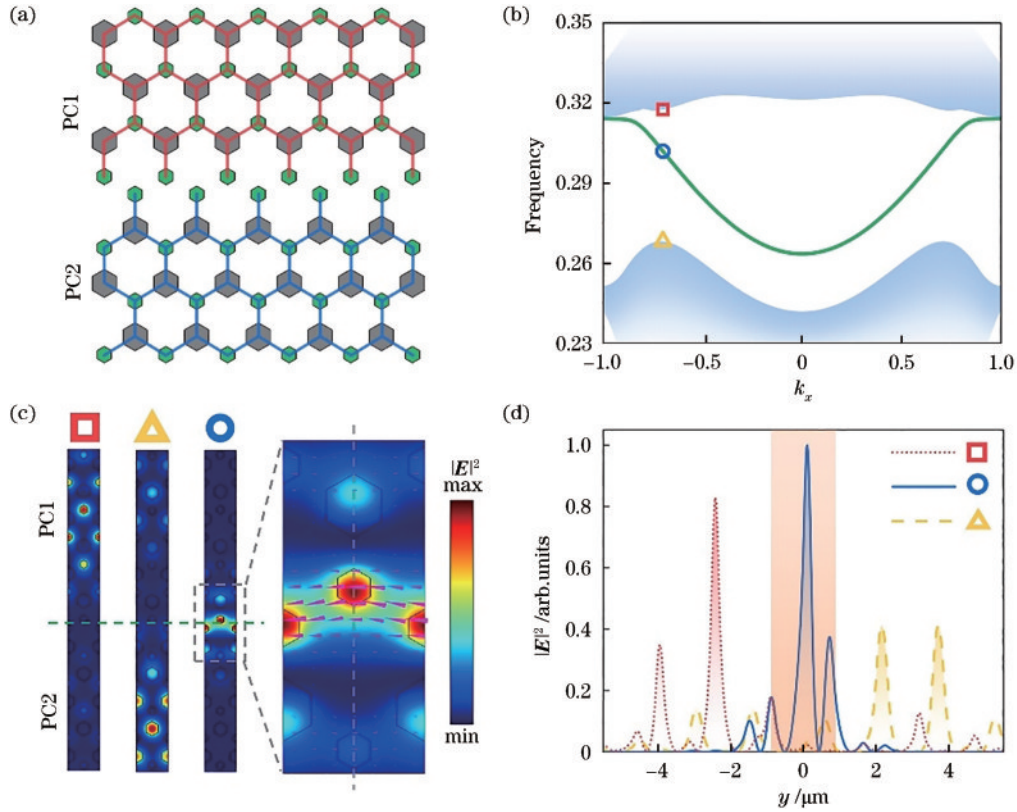 (a)
PC1
PC2
(b)
Frequency
0.35
0.32
0.29
0.26
0.23
-1.0
-0.5
0
0.5
1.0
kₓ
(c)
PC1
PC2
|E|²
max
min
(d)
|E|² /arb.units
1.0
0.8
0.6
0.4
0.2
0
-4
-2
0
2
4
y /μm